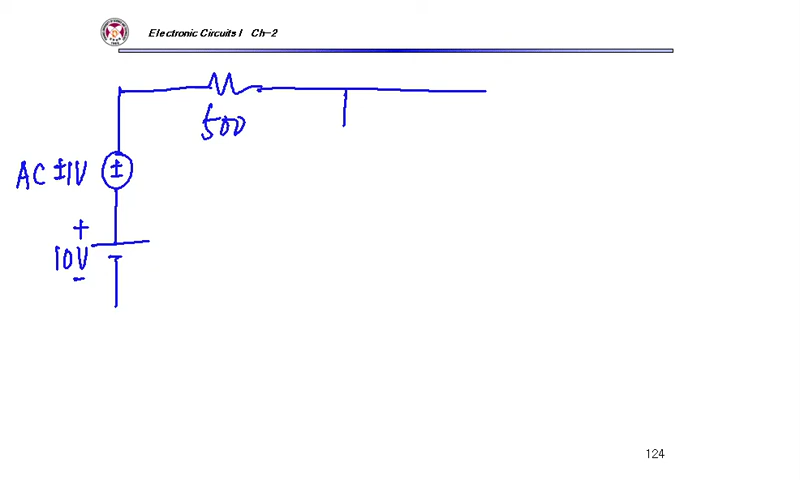 Electronic Circuits I Ch-2
500
AC ±1V
±
+
10V
−
124